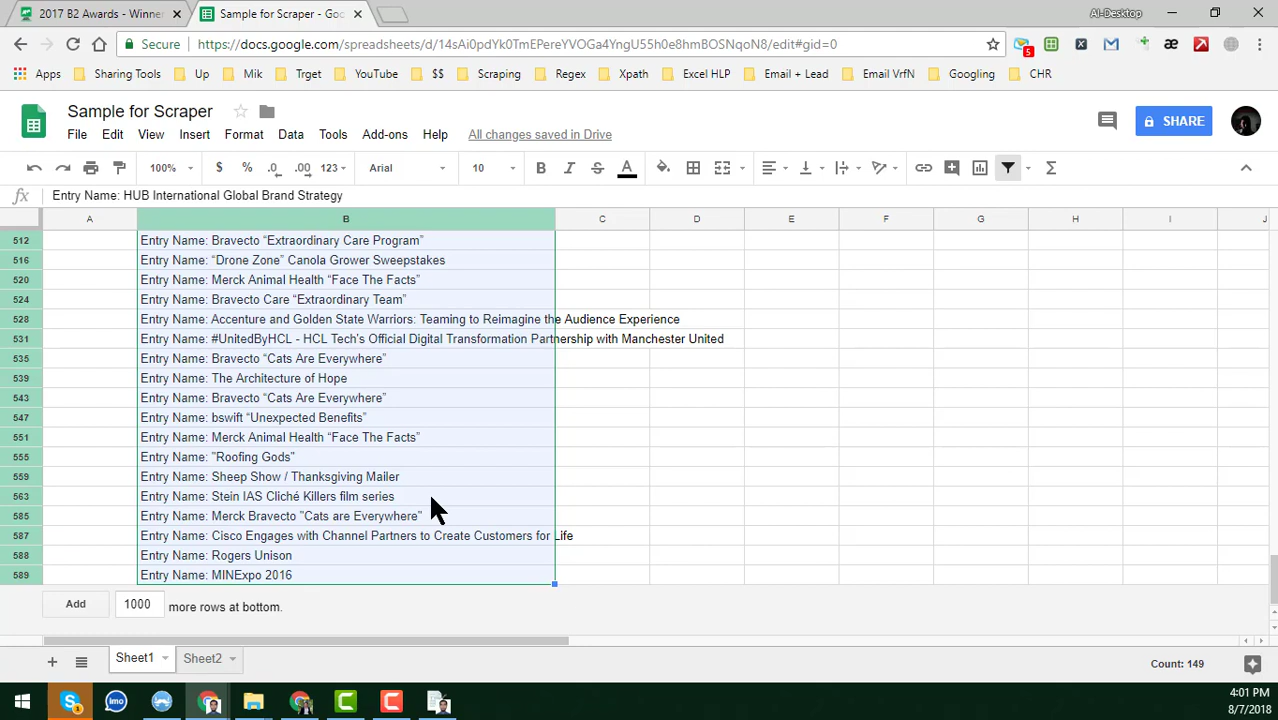 2017 B2 Awards - Winner
Sample for Scraper - Goo
AI-Desktop
Secure
https://docs.google.com/spreadsheets/d/14sAi0pdYk0TmEPereYVOGa4YngU55h0e8hmBOSNqoN8/edit#gid=0
5
Apps Sharing Tools Up Mik Trget YouTube $$ Scraping Regex Xpath Excel HLP Email + Lead Email VrfN Googling CHR
Sample for Scraper
SHARE
File Edit View Insert Format Data Tools Add-ons Help All changes saved in Drive
100% $ % .0 .00 123 Arial 10 B I S A Σ
fx Entry Name: HUB International Global Brand Strategy
A B C D E F G H I J
512 Entry Name: Bravecto “Extraordinary Care Program”
516 Entry Name: “Drone Zone” Canola Grower Sweepstakes
520 Entry Name: Merck Animal Health “Face The Facts”
524 Entry Name: Bravecto Care “Extraordinary Team”
528 Entry Name: Accenture and Golden State Warriors: Teaming to Reimagine the Audience Experience
531 Entry Name: #UnitedByHCL - HCL Tech's Official Digital Transformation Partnership with Manchester United
535 Entry Name: Bravecto “Cats Are Everywhere”
539 Entry Name: The Architecture of Hope
543 Entry Name: Bravecto “Cats Are Everywhere”
547 Entry Name: bswift “Unexpected Benefits”
551 Entry Name: Merck Animal Health “Face The Facts”
555 Entry Name: "Roofing Gods"
559 Entry Name: Sheep Show / Thanksgiving Mailer
563 Entry Name: Stein IAS Cliché Killers film series
585 Entry Name: Merck Bravecto "Cats are Everywhere"
587 Entry Name: Cisco Engages with Channel Partners to Create Customers for Life
588 Entry Name: Rogers Unison
589 Entry Name: MINExpo 2016
Add 1000 more rows at bottom.
Sheet1 Sheet2 Count: 149
imo
4:01 PM
8/7/2018